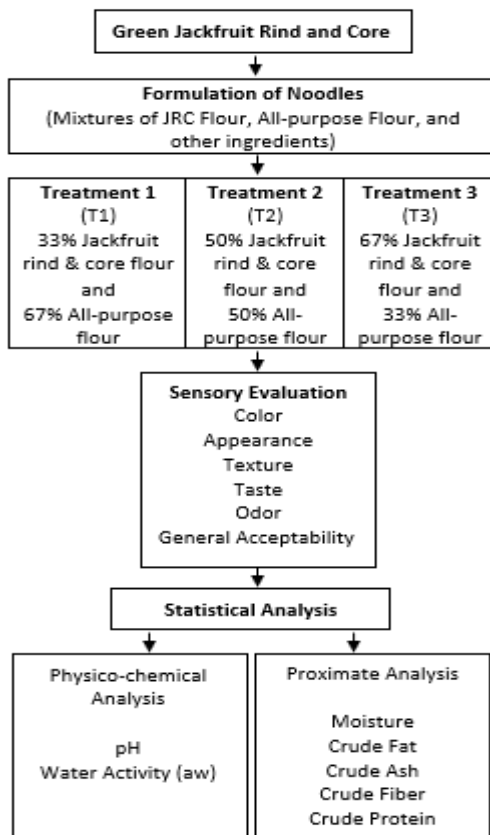 Green Jackfruit Rind and Core
Formulation of Noodles
(Mixtures of JRC Flour, All-purpose Flour, and
other ingredients)
Treatment 1
(T1)
33% Jackfruit
rind & core flour
and
67% All-purpose
flour
Treatment 2
(T2)
50% Jackfruit
rind & core
flour and
50% All-
purpose flour
Treatment 3
(T3)
67% Jackfruit
rind & core
flour and
33% All-
purpose flour
Sensory Evaluation
Color
Appearance
Texture
Taste
Odor
General Acceptability
Statistical Analysis
Physico-chemical
Analysis
pH
Water Activity (aw)
Proximate Analysis
Moisture
Crude Fat
Crude Ash
Crude Fiber
Crude Protein